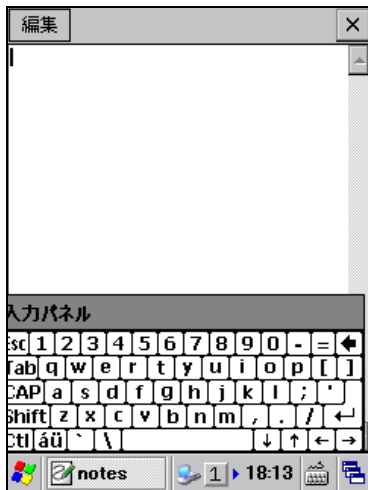 編集 ×
入力パネル
Esc 1 2 3 4 5 6 7 8 9 0 - = ←
Tab q w e r t y u i o p [ ]
CAP a s d f g h j k l ; '
Shift z x c v b n m , . / ↵
Ctl áü ` \ ↓ ↑ ← →
notes 1 18:13